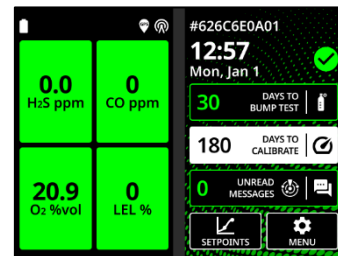 GPS
0.0
H₂S ppm
0
CO ppm
20.9
O₂ %vol
0
LEL %
#626C6E0A01
12:57
Mon, Jan 1
30
DAYS TO
BUMP TEST
180
DAYS TO
CALIBRATE
0
UNREAD
MESSAGES
SETPOINTS
MENU